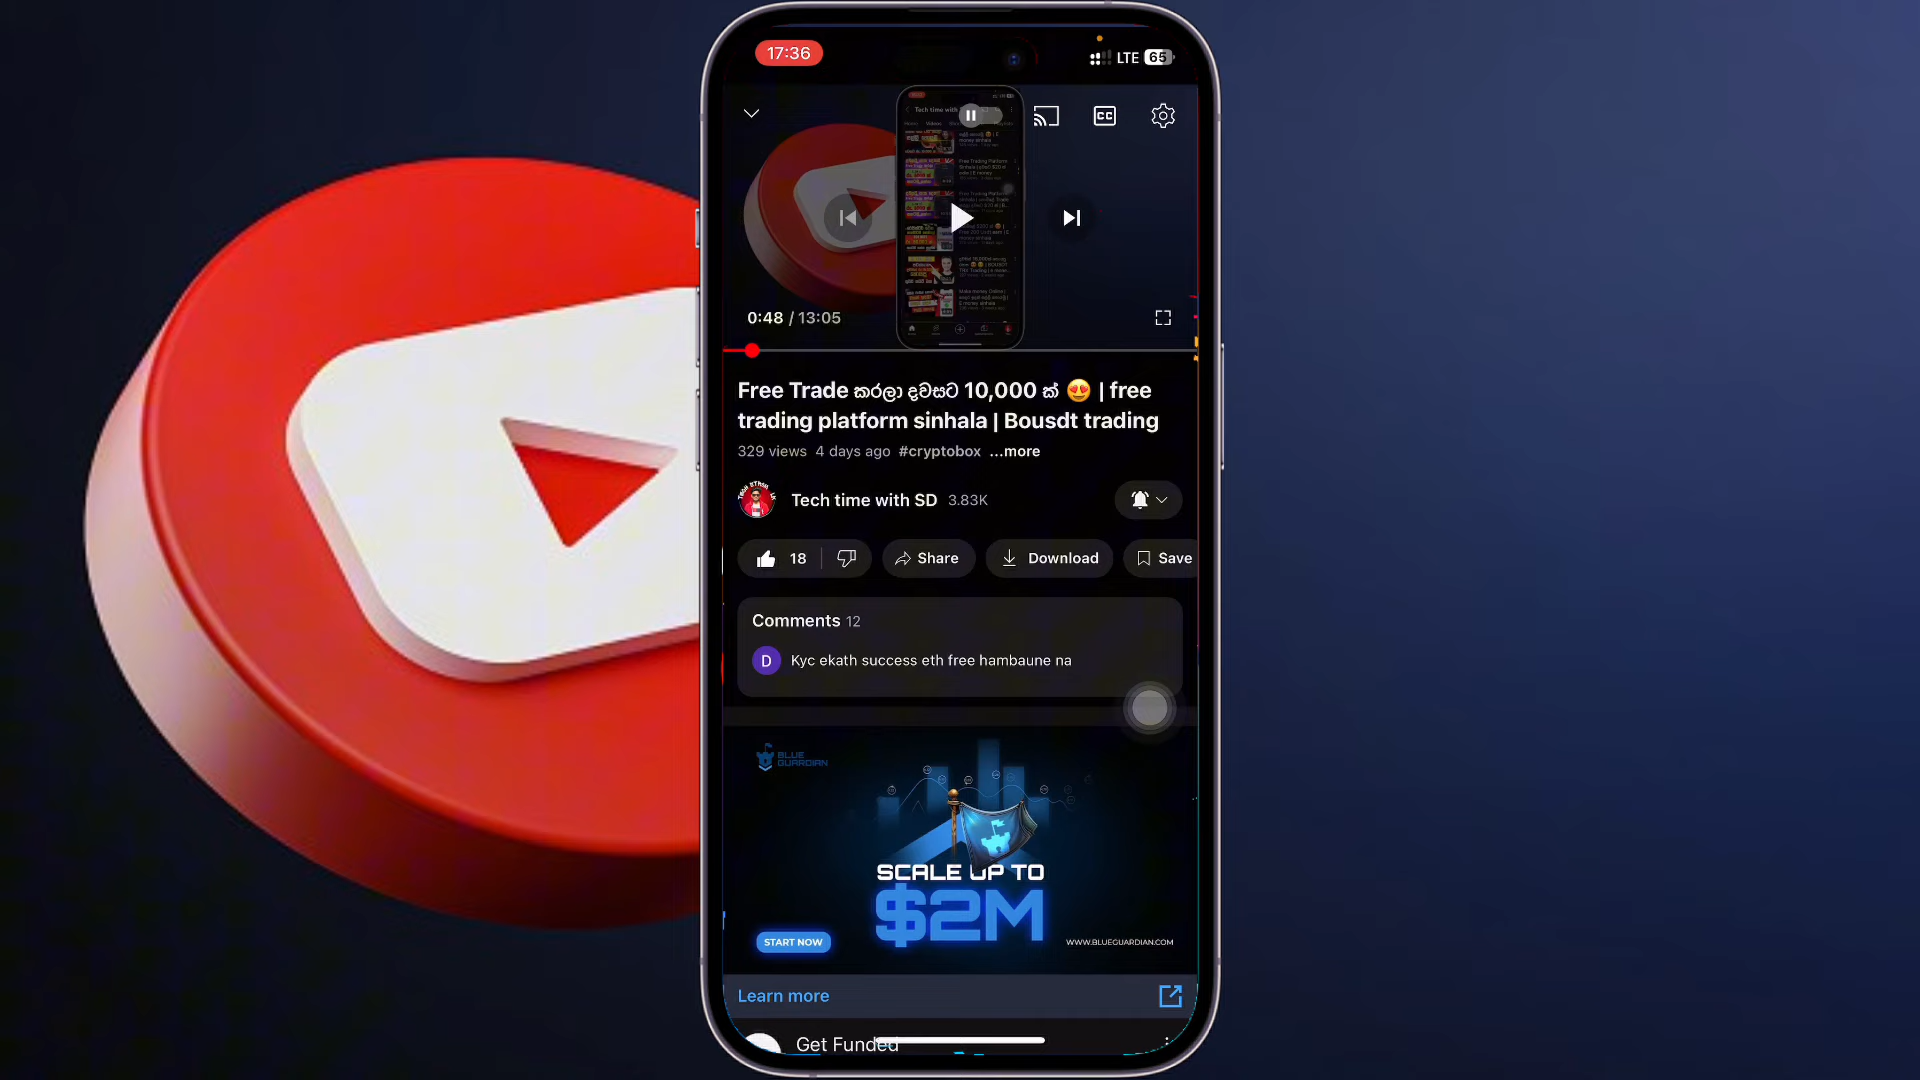 17:36
LTE 65
CC
0:48 / 13:05
Free Trade කරලා දවසට 10,000 ක් 😍 | free
trading platform sinhala | Bousdt trading
329 views 4 days ago #cryptobox ...more
Tech time with SD 3.83K
18 Share Download Save
Comments 12
D Kyc ekath success eth free hambaune na
BLUE
GUARDIAN
SCALE UP TO
$2M
START NOW
WWW.BLUEGUARDIAN.COM
Learn more
Get Funded